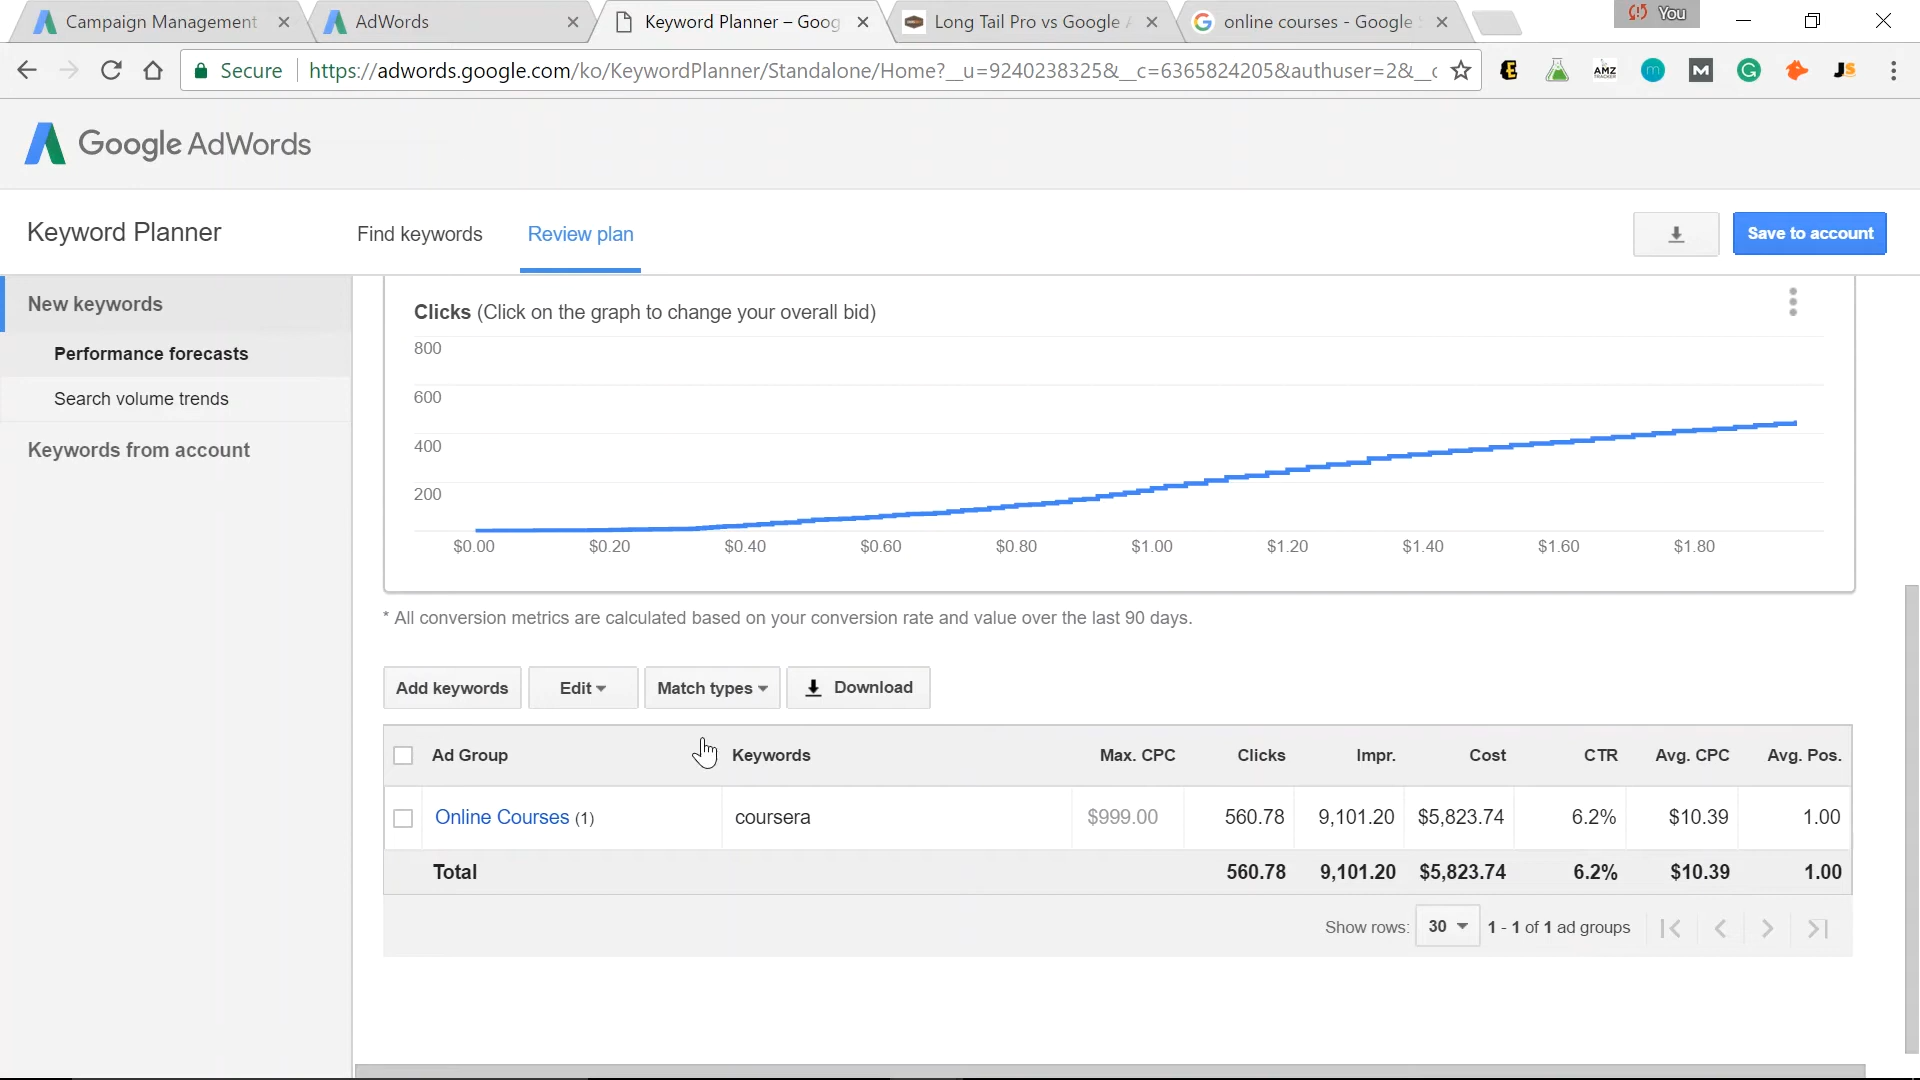 Campaign Management
AdWords
Keyword Planner – Goog
Long Tail Pro vs Google
online courses - Google
You
Secure
https://adwords.google.com/ko/KeywordPlanner/Standalone/Home?__u=9240238325&__c=6365824205&authuser=2&__c
AMZ
TRACKER
m
M
G
JS
Google AdWords
Keyword Planner
Find keywords
Review plan
Save to account
New keywords
Performance forecasts
Search volume trends
Keywords from account
Clicks (Click on the graph to change your overall bid)
800
600
400
200
$0.00 $0.20 $0.40 $0.60 $0.80 $1.00 $1.20 $1.40 $1.60 $1.80
* All conversion metrics are calculated based on your conversion rate and value over the last 90 days.
Add keywords Edit Match types Download
Ad Group Keywords Max. CPC Clicks Impr. Cost CTR Avg. CPC Avg. Pos.
Online Courses (1) coursera $999.00 560.78 9,101.20 $5,823.74 6.2% $10.39 1.00
Total 560.78 9,101.20 $5,823.74 6.2% $10.39 1.00
Show rows: 30 1 - 1 of 1 ad groups